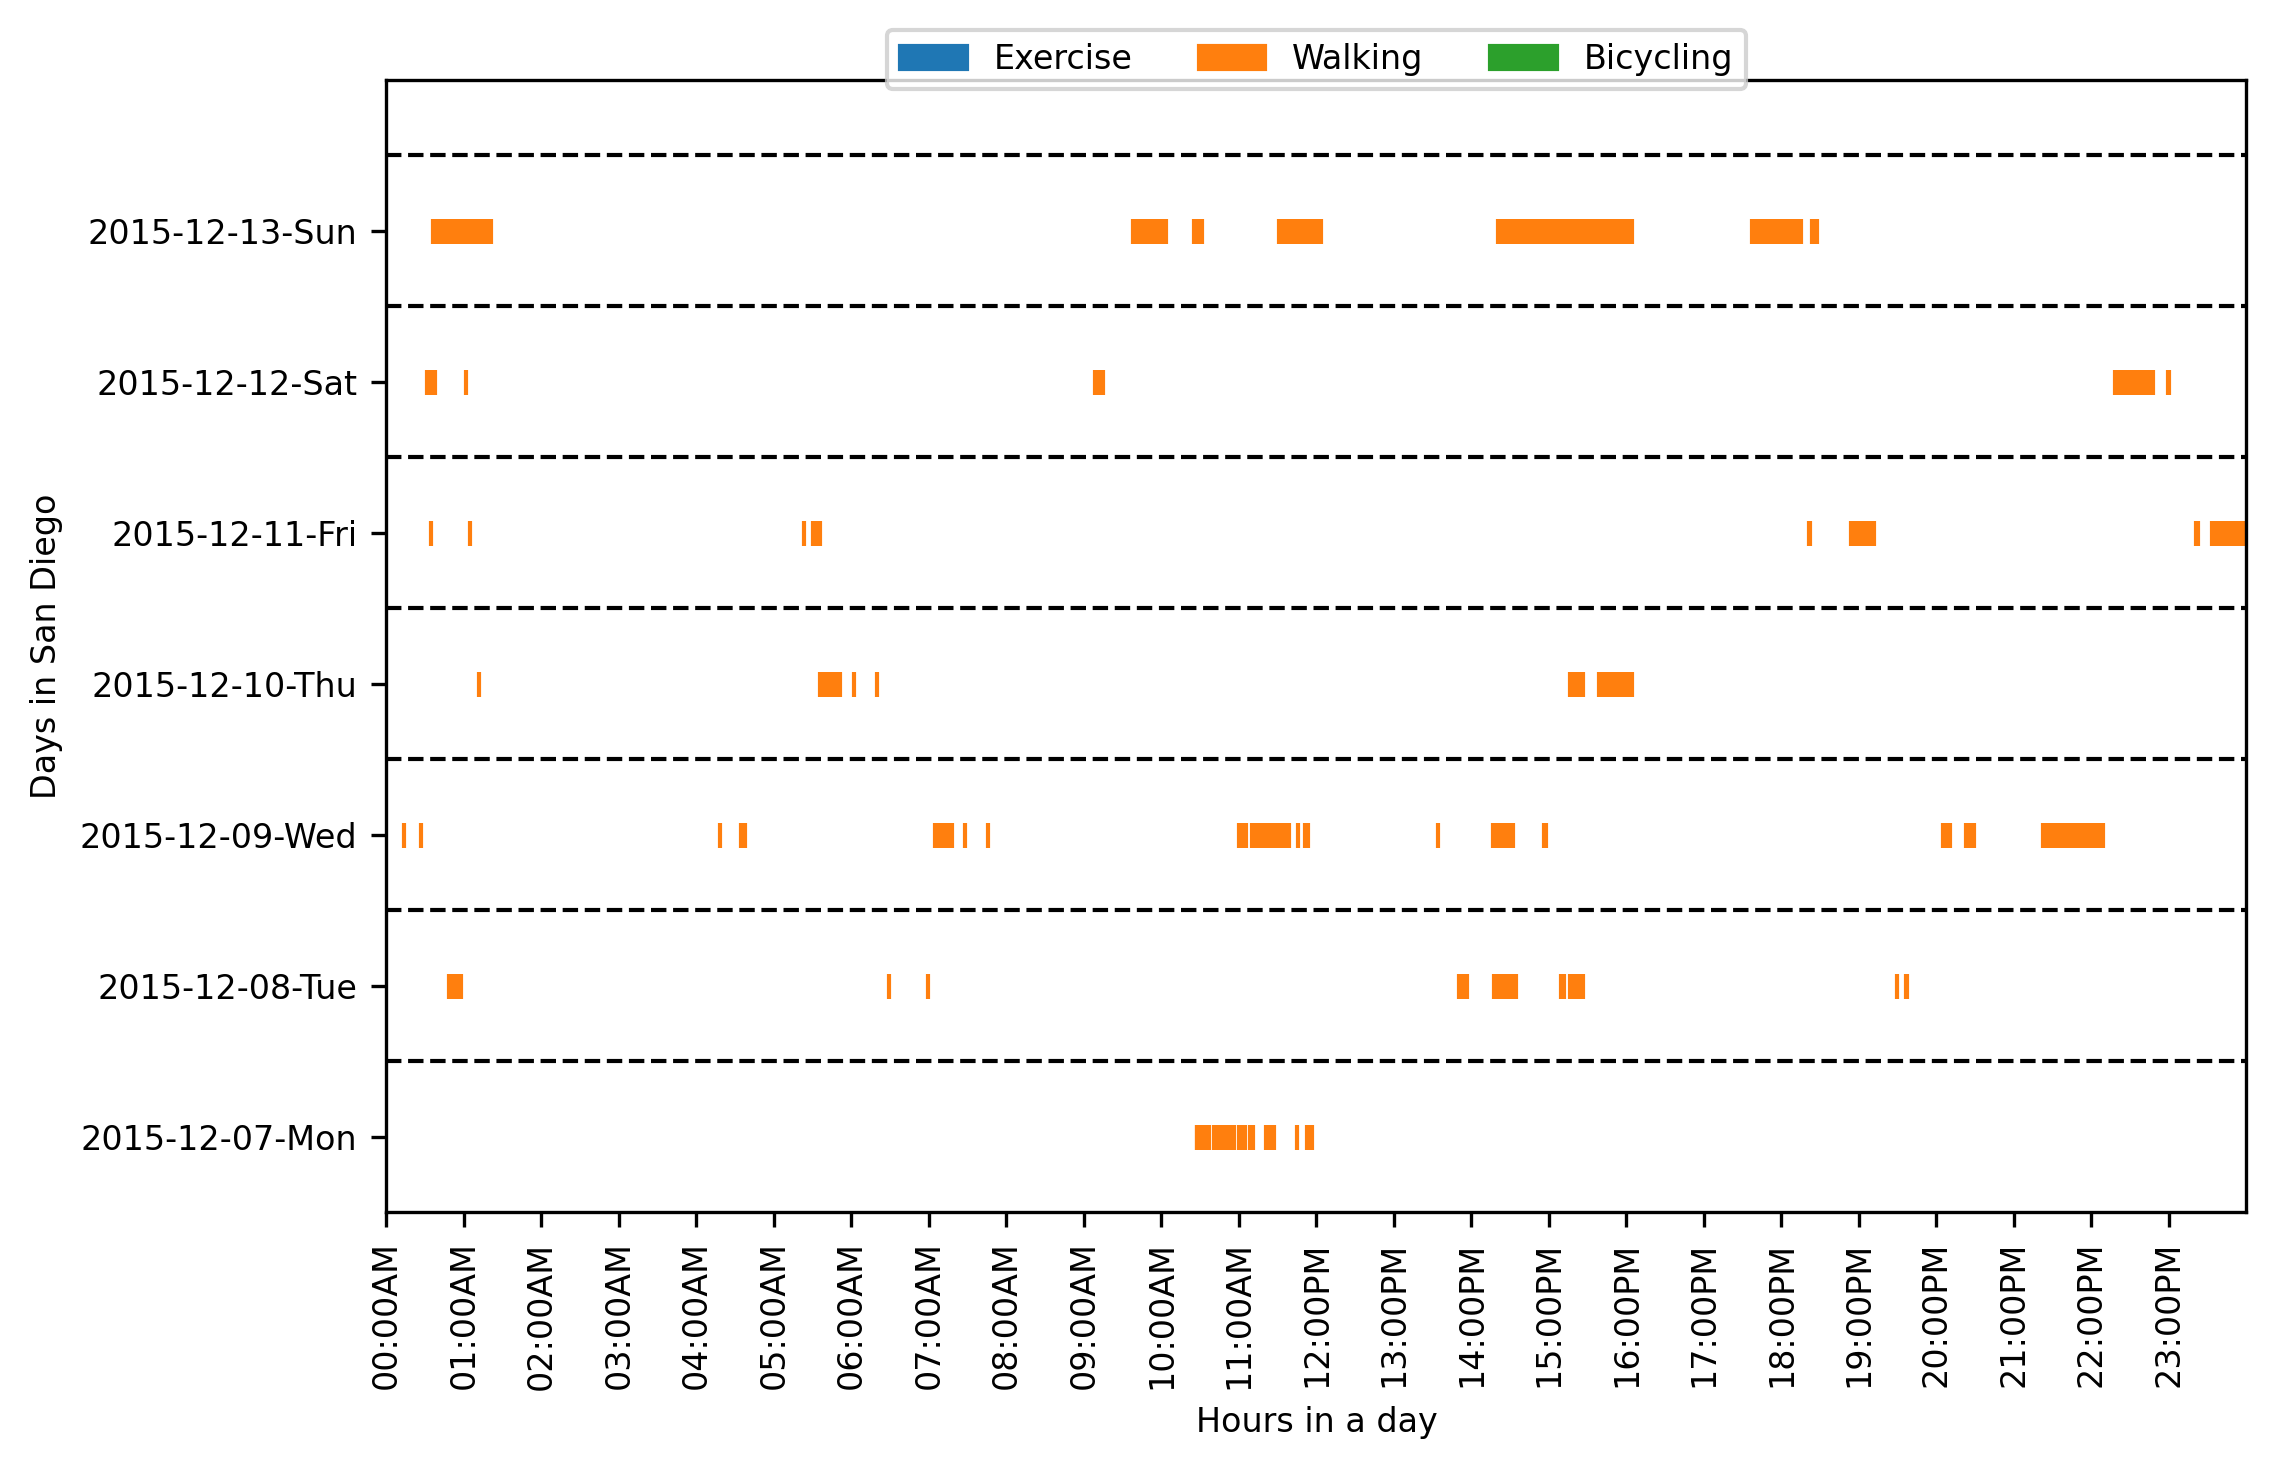 Exercise Walking Bicycling
2015-12-13-Sun
2015-12-12-Sat
2015-12-11-Fri
2015-12-10-Thu
2015-12-09-Wed
2015-12-08-Tue
2015-12-07-Mon
Days in San Diego
00:00AM
01:00AM
02:00AM
03:00AM
04:00AM
05:00AM
06:00AM
07:00AM
08:00AM
09:00AM
10:00AM
11:00AM
12:00PM
13:00PM
14:00PM
15:00PM
16:00PM
17:00PM
18:00PM
19:00PM
20:00PM
21:00PM
22:00PM
23:00PM
Hours in a day